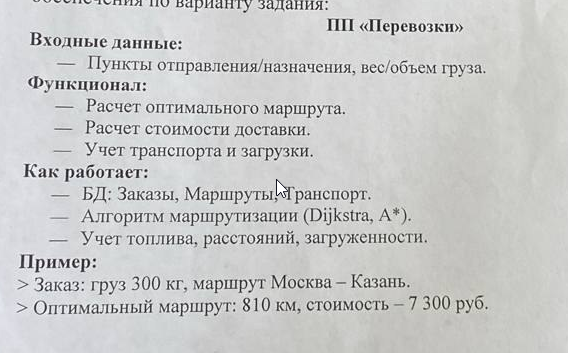 обеспечения по варианту задания:
ПП «Перевозки»
Входные данные:
— Пункты отправления/назначения, вес/объем груза.
Функционал:
— Расчет оптимального маршрута.
— Расчет стоимости доставки.
— Учет транспорта и загрузки.
Как работает:
— БД: Заказы, Маршруты, Транспорт.
— Алгоритм маршрутизации (Dijkstra, A*).
— Учет топлива, расстояний, загруженности.
Пример:
> Заказ: груз 300 кг, маршрут Москва – Казань.
> Оптимальный маршрут: 810 км, стоимость – 7 300 руб.